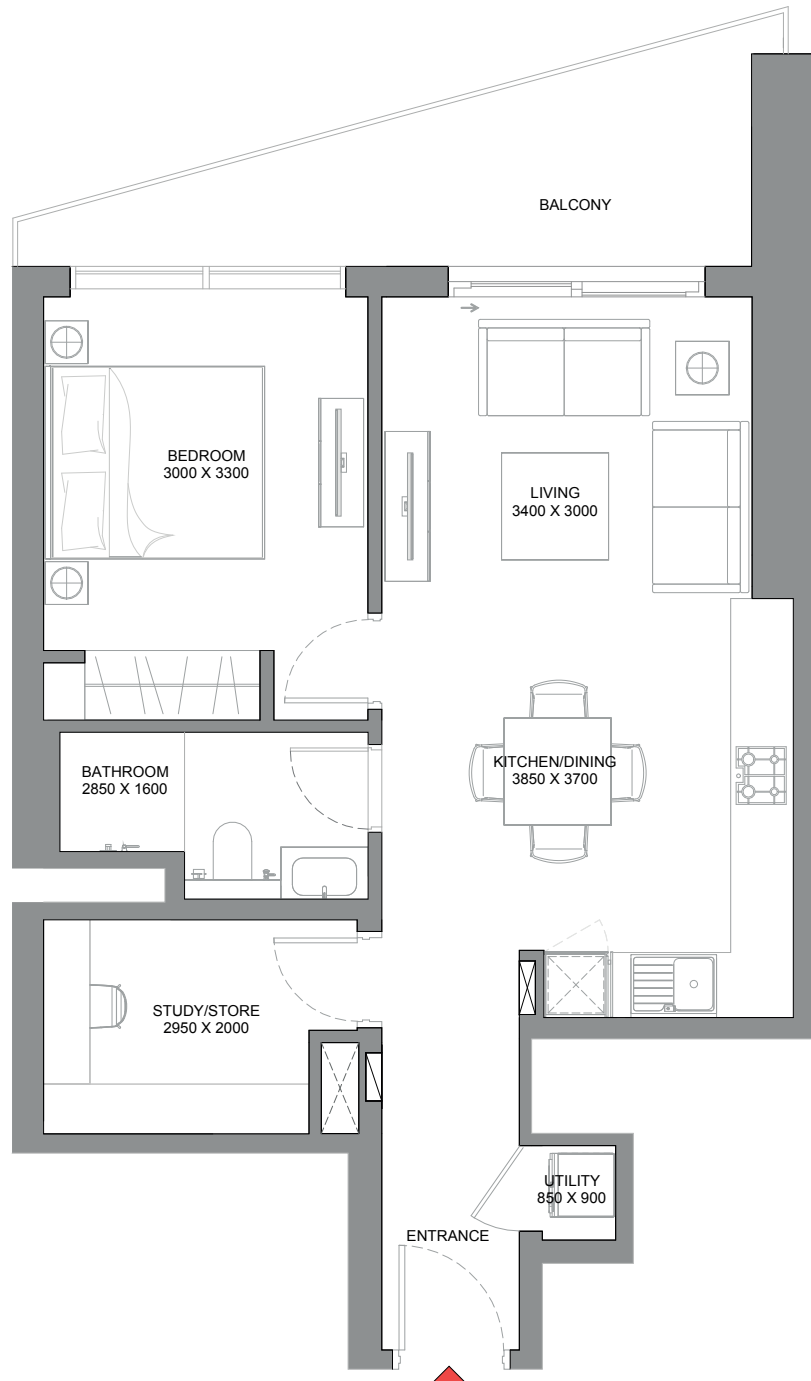 BALCONY
BEDROOM
3000 X 3300
LIVING
3400 X 3000
BATHROOM
2850 X 1600
KITCHEN/DINING
3850 X 3700
STUDY/STORE
2950 X 2000
UTILITY
850 X 900
ENTRANCE